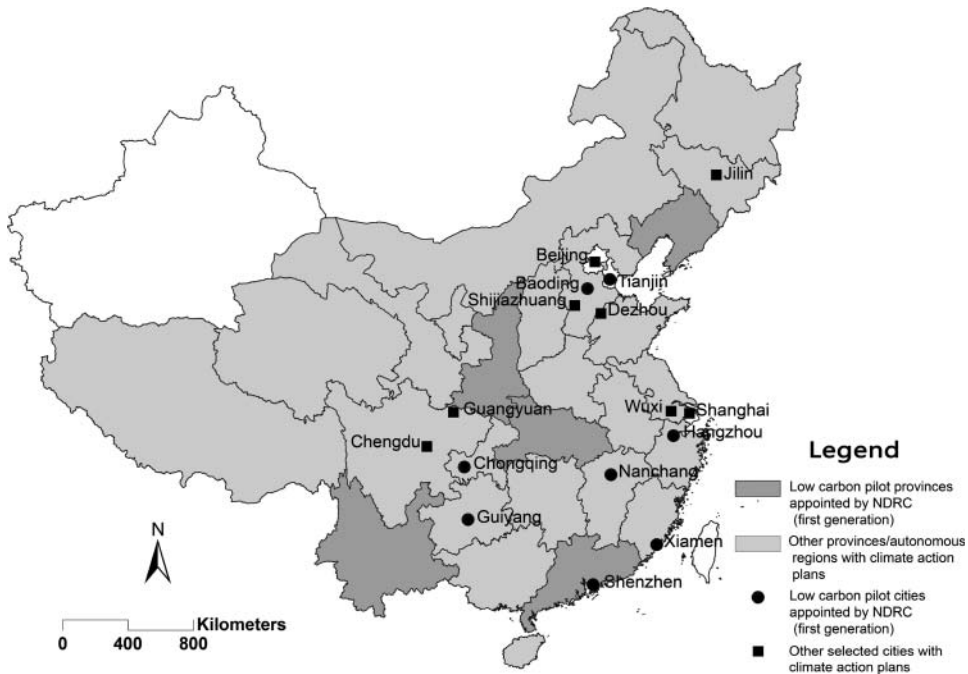 Jilin
Beijing
Tianjin
Baoding
Shijiazhuang
Dezhou
Guangyuan
Wuxi
Shanghai
Hangzhou
Chengdu
Chongqing
Nanchang
Guiyang
Xiamen
Shenzhen
N
Kilometers
0 400 800
Legend
Low carbon pilot provinces
appointed by NDRC
(first generation)
Other provinces/autonomous
regions with climate action
plans
Low carbon pilot cities
appointed by NDRC
(first generation)
Other selected cities with
climate action plans